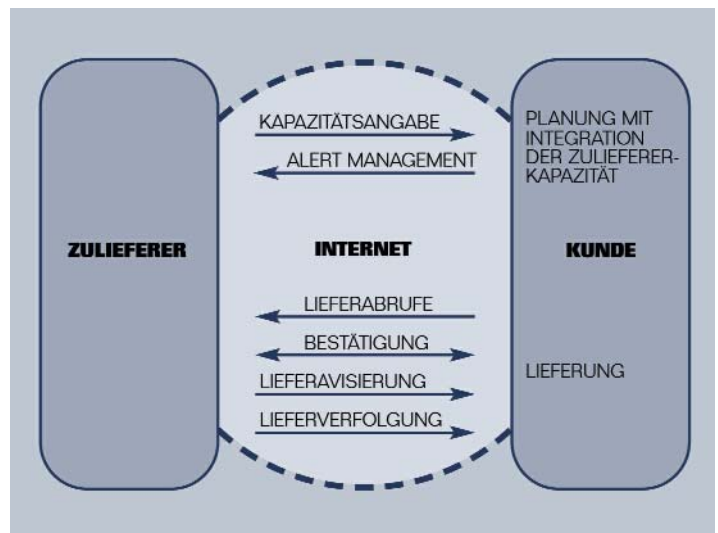 KAPAZITÄTSANGABE
ALERT MANAGEMENT
PLANUNG MIT
INTEGRATION
DER ZULIEFERER-
KAPAZITÄT
ZULIEFERER
INTERNET
KUNDE
LIEFERABRUFE
BESTÄTIGUNG
LIEFERAVISIERUNG
LIEFERVERFOLGUNG
LIEFERUNG